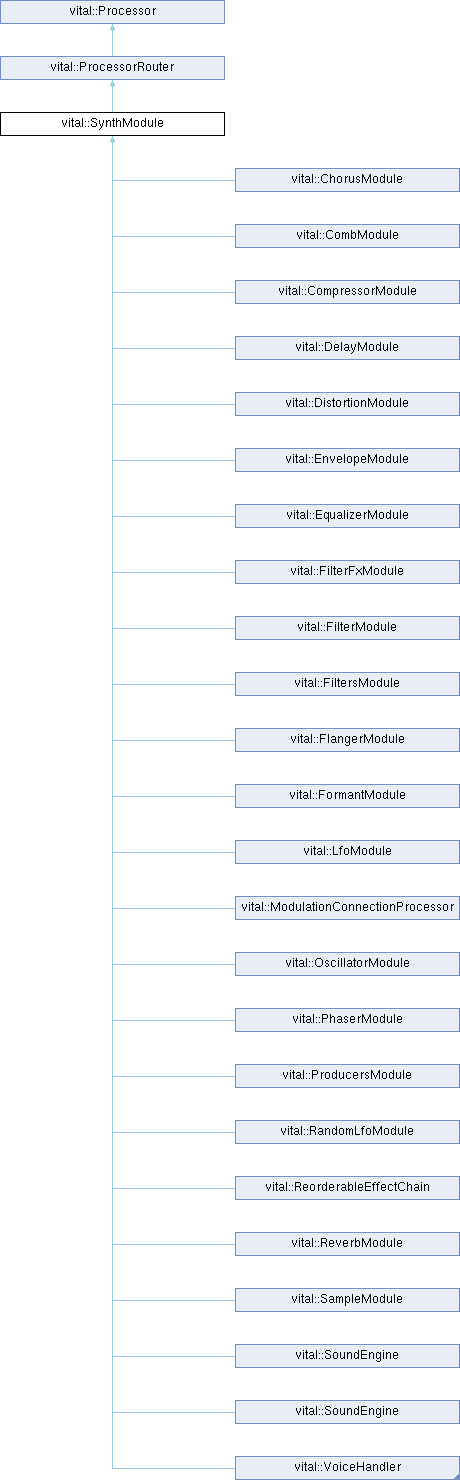 vital::Processor
vital::ProcessorRouter
vital::SynthModule
vital::ChorusModule
vital::CombModule
vital::CompressorModule
vital::DelayModule
vital::DistortionModule
vital::EnvelopeModule
vital::EqualizerModule
vital::FilterFxModule
vital::FilterModule
vital::FiltersModule
vital::FlangerModule
vital::FormantModule
vital::LfoModule
vital::ModulationConnectionProcessor
vital::OscillatorModule
vital::PhaserModule
vital::ProducersModule
vital::RandomLfoModule
vital::ReorderableEffectChain
vital::ReverbModule
vital::SampleModule
vital::SoundEngine
vital::SoundEngine
vital::VoiceHandler